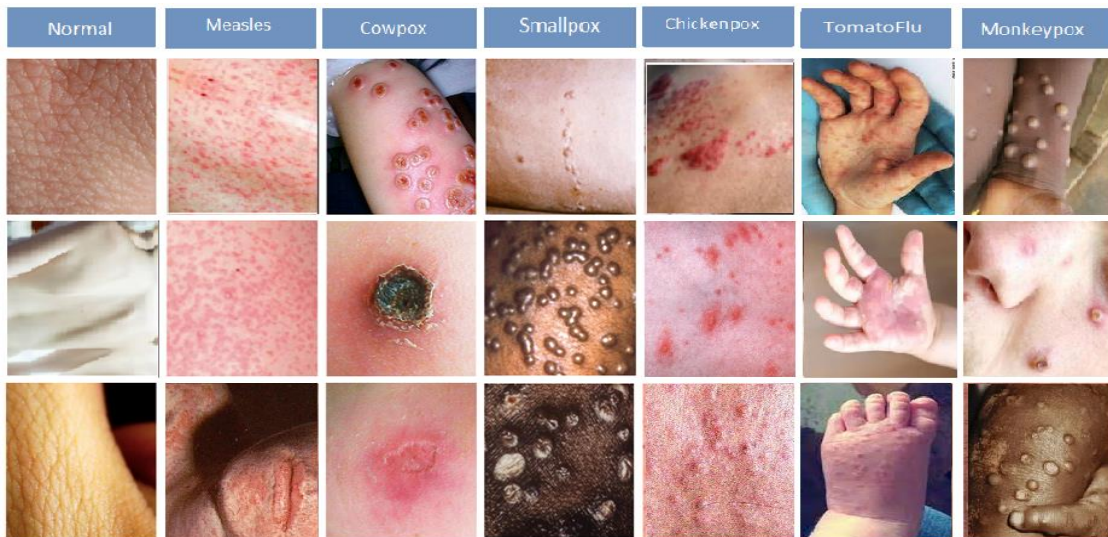 Normal
Measles
Cowpox
Smallpox
Chickenpox
TomatoFlu
Monkeypox